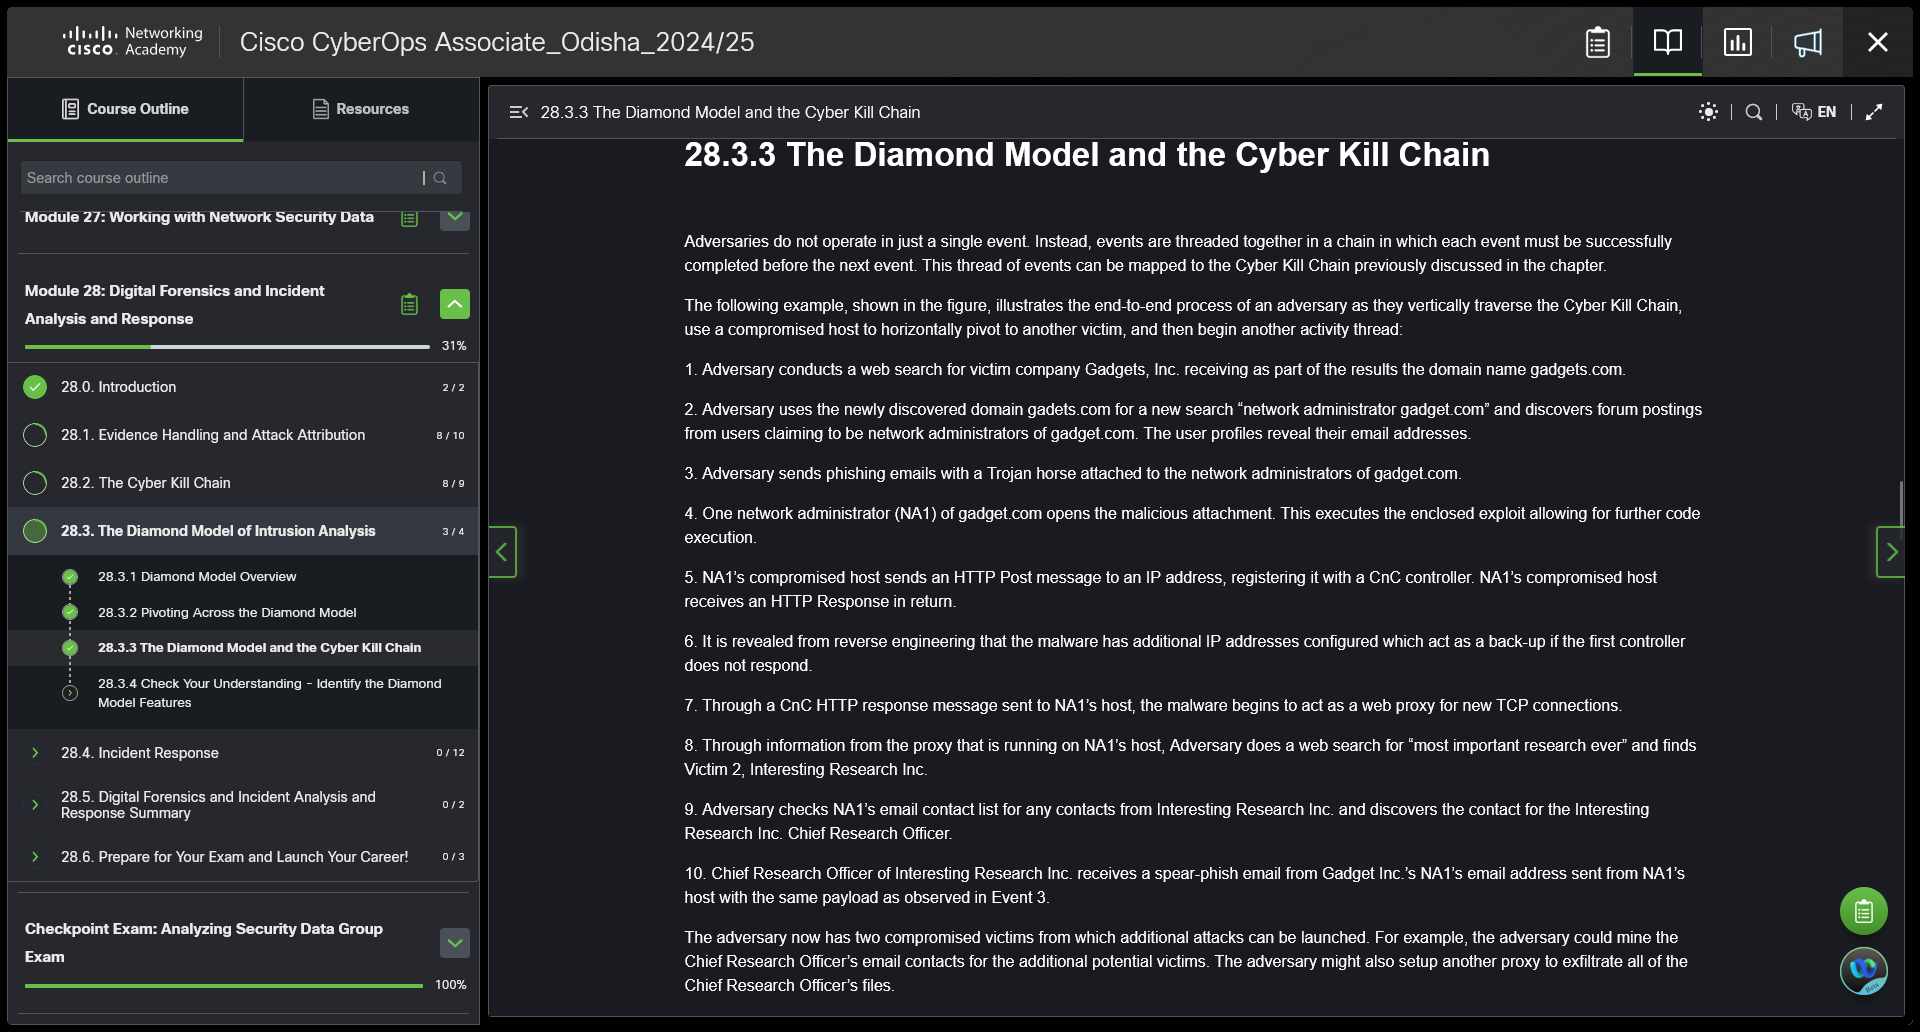 CISCO Networking Academy
Cisco CyberOps Associate_Odisha_2024/25
Course Outline
Resources
Search course outline
Module 27: Working with Network Security Data
Module 28: Digital Forensics and Incident
Analysis and Response
31%
28.0. Introduction 2 / 2
28.1. Evidence Handling and Attack Attribution 8 / 10
28.2. The Cyber Kill Chain 8 / 9
28.3. The Diamond Model of Intrusion Analysis 3 / 4
28.3.1 Diamond Model Overview
28.3.2 Pivoting Across the Diamond Model
28.3.3 The Diamond Model and the Cyber Kill Chain
28.3.4 Check Your Understanding - Identify the Diamond
Model Features
28.4. Incident Response 0 / 12
28.5. Digital Forensics and Incident Analysis and
Response Summary 0 / 2
28.6. Prepare for Your Exam and Launch Your Career! 0 / 3
Checkpoint Exam: Analyzing Security Data Group
Exam
100%
28.3.3 The Diamond Model and the Cyber Kill Chain
EN
28.3.3 The Diamond Model and the Cyber Kill Chain
Adversaries do not operate in just a single event. Instead, events are threaded together in a chain in which each event must be successfully
completed before the next event. This thread of events can be mapped to the Cyber Kill Chain previously discussed in the chapter.
The following example, shown in the figure, illustrates the end-to-end process of an adversary as they vertically traverse the Cyber Kill Chain,
use a compromised host to horizontally pivot to another victim, and then begin another activity thread:
1. Adversary conducts a web search for victim company Gadgets, Inc. receiving as part of the results the domain name gadgets.com.
2. Adversary uses the newly discovered domain gadets.com for a new search “network administrator gadget.com” and discovers forum postings
from users claiming to be network administrators of gadget.com. The user profiles reveal their email addresses.
3. Adversary sends phishing emails with a Trojan horse attached to the network administrators of gadget.com.
4. One network administrator (NA1) of gadget.com opens the malicious attachment. This executes the enclosed exploit allowing for further code
execution.
5. NA1’s compromised host sends an HTTP Post message to an IP address, registering it with a CnC controller. NA1’s compromised host
receives an HTTP Response in return.
6. It is revealed from reverse engineering that the malware has additional IP addresses configured which act as a back-up if the first controller
does not respond.
7. Through a CnC HTTP response message sent to NA1’s host, the malware begins to act as a web proxy for new TCP connections.
8. Through information from the proxy that is running on NA1’s host, Adversary does a web search for “most important research ever” and finds
Victim 2, Interesting Research Inc.
9. Adversary checks NA1’s email contact list for any contacts from Interesting Research Inc. and discovers the contact for the Interesting
Research Inc. Chief Research Officer.
10. Chief Research Officer of Interesting Research Inc. receives a spear-phish email from Gadget Inc.’s NA1’s email address sent from NA1’s
host with the same payload as observed in Event 3.
The adversary now has two compromised victims from which additional attacks can be launched. For example, the adversary could mine the
Chief Research Officer’s email contacts for the additional potential victims. The adversary might also setup another proxy to exfiltrate all of the
Chief Research Officer’s files.
Beta